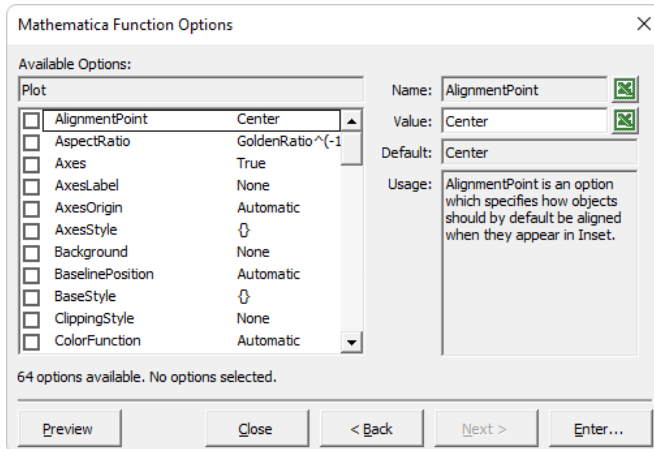 Mathematica Function Options
Available Options:
Plot
AlignmentPoint Center
AspectRatio GoldenRatio^(-1
Axes True
AxesLabel None
AxesOrigin Automatic
AxesStyle {}
Background None
BaselinePosition Automatic
BaseStyle {}
ClippingStyle None
ColorFunction Automatic
Name: AlignmentPoint
Value: Center
Default: Center
Usage: AlignmentPoint is an option
which specifies how objects
should by default be aligned
when they appear in Inset.
64 options available. No options selected.
Preview Close < Back Next > Enter...